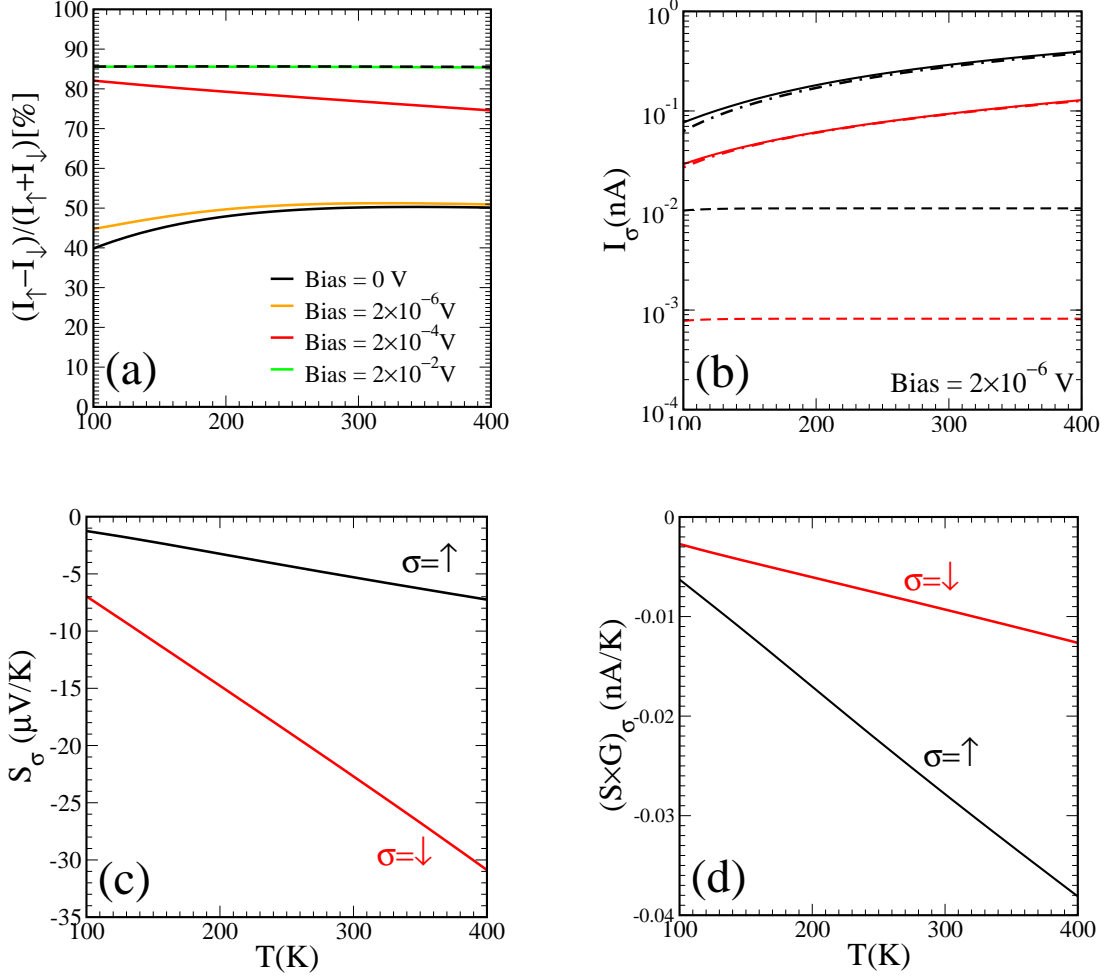 100
90
80
70
60
50
40
30
20
10
0
(I↑−I↓)/(I↑+I↓)[%]
Bias = 0 V
Bias = 2×10⁻⁶V
Bias = 2×10⁻⁴V
Bias = 2×10⁻²V
(a)
100 200 300 400
10⁰
10⁻¹
10⁻²
10⁻³
10⁻⁴
I_σ(nA)
(b)
Bias = 2×10⁻⁶ V
100 200 300 400
0
-5
-10
-15
-20
-25
-30
-35
S_σ (μV/K)
σ=↑
σ=↓
(c)
100 200 300 400
T(K)
0
-0.01
-0.02
-0.03
-0.04
(S×G)_σ (nA/K)
σ=↓
σ=↑
(d)
100 200 300 400
T(K)